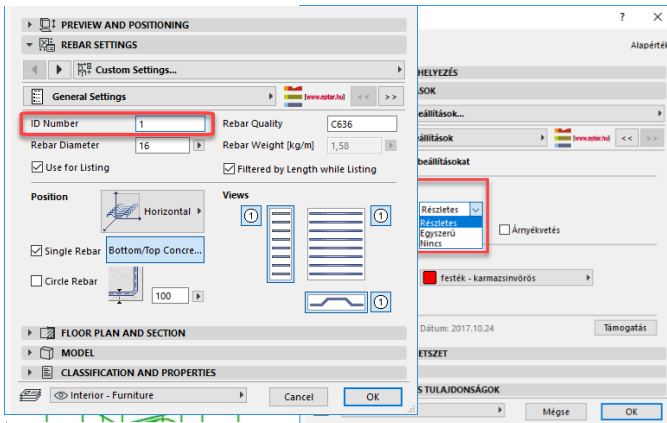 PREVIEW AND POSITIONING
REBAR SETTINGS
Custom Settings...
General Settings
[www.eptar.hu]
<< >>
ID Number 1
Rebar Quality C636
Rebar Diameter 16
Rebar Weight [kg/m] 1,58
Use for Listing
Filtered by Length while Listing
Position
Horizontal
Views
1
1
1
Single Rebar
Bottom/Top Concre...
Circle Rebar
100
FLOOR PLAN AND SECTION
MODEL
CLASSIFICATION AND PROPERTIES
Interior - Furniture
Cancel
OK
? X
Alapérték
HELYEZÉS
SOK
eállítások...
állítások
[www.eptar.hu]
<< >>
beállításokat
Részletes
Részletes
Egyszerű
Nincs
Árnyékvetés
festék - karmazsinvörös
Dátum: 2017.10.24
Támogatás
ETSZET
S TULAJDONSÁGOK
Mégse
OK